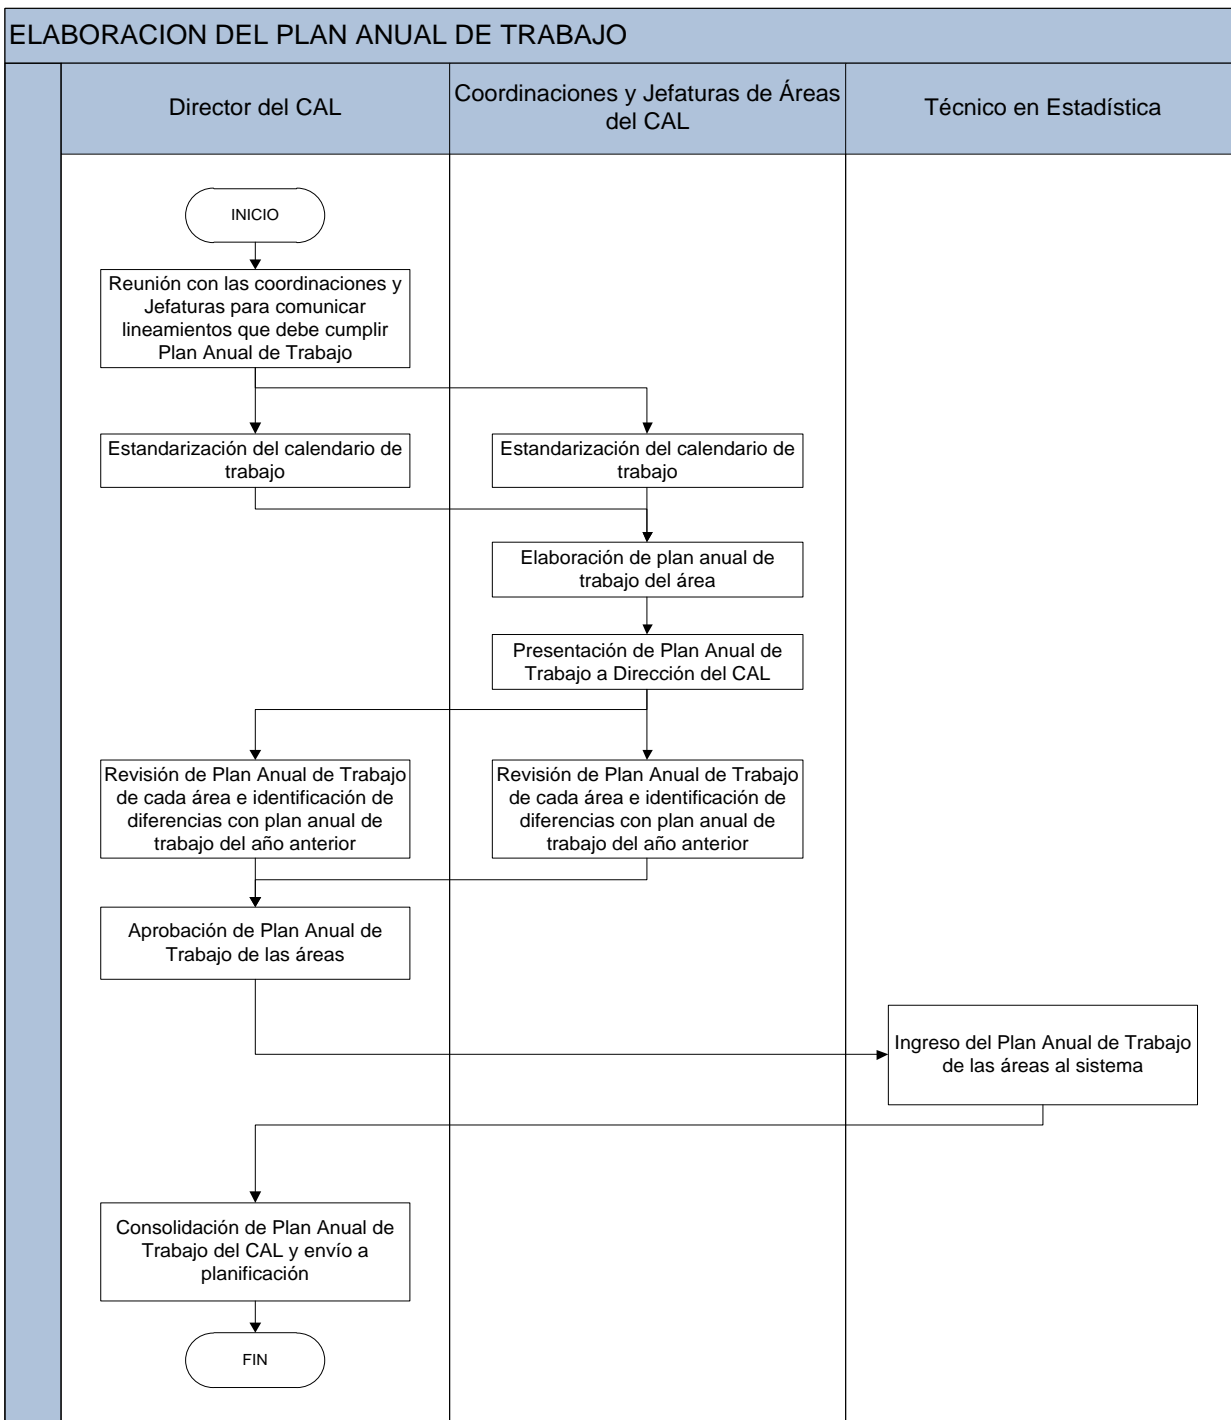 ELABORACION DEL PLAN ANUAL DE TRABAJO
Director del CAL
Coordinaciones y Jefaturas de Áreas
del CAL
Técnico en Estadística
INICIO
Reunión con las coordinaciones y
Jefaturas para comunicar
lineamientos que debe cumplir
Plan Anual de Trabajo
Estandarización del calendario de
trabajo
Estandarización del calendario de
trabajo
Elaboración de plan anual de
trabajo del área
Presentación de Plan Anual de
Trabajo a Dirección del CAL
Revisión de Plan Anual de Trabajo
de cada área e identificación de
diferencias con plan anual de
trabajo del año anterior
Revisión de Plan Anual de Trabajo
de cada área e identificación de
diferencias con plan anual de
trabajo del año anterior
Aprobación de Plan Anual de
Trabajo de las áreas
Ingreso del Plan Anual de Trabajo
de las áreas al sistema
Consolidación de Plan Anual de
Trabajo del CAL y envío a
planificación
FIN